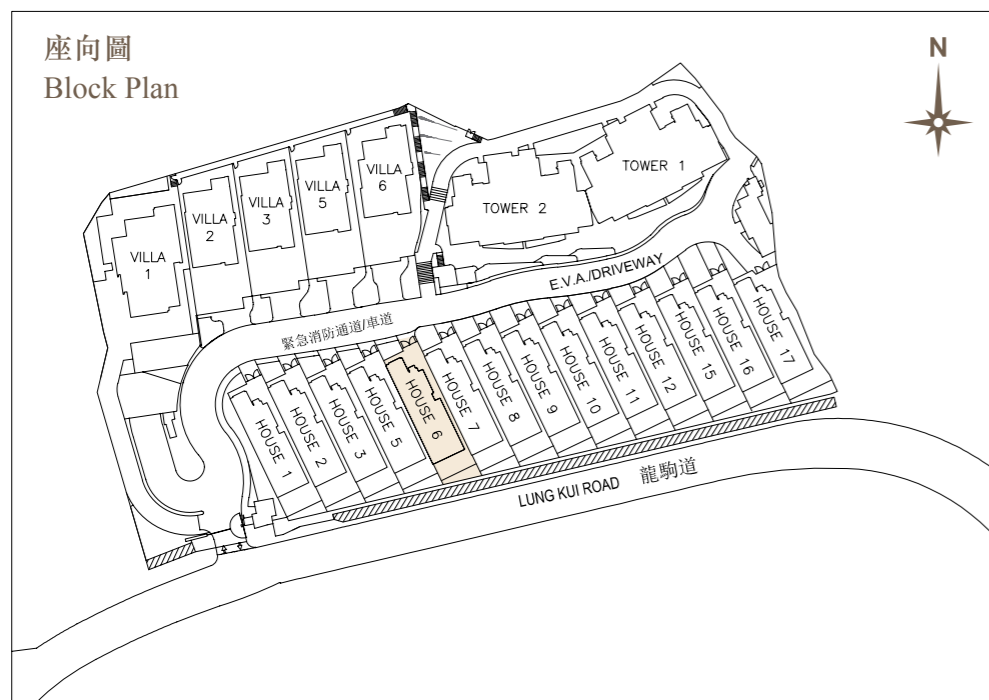 座向圖
Block Plan
N
VILLA
1
VILLA
2
VILLA
3
VILLA
5
VILLA
6
TOWER 2
TOWER 1
E.V.A./DRIVEWAY
緊急消防通道/車道
HOUSE 1
HOUSE 2
HOUSE 3
HOUSE 5
HOUSE 6
HOUSE 7
HOUSE 8
HOUSE 9
HOUSE 10
HOUSE 11
HOUSE 12
HOUSE 15
HOUSE 16
HOUSE 17
LUNG KUI ROAD 龍駒道